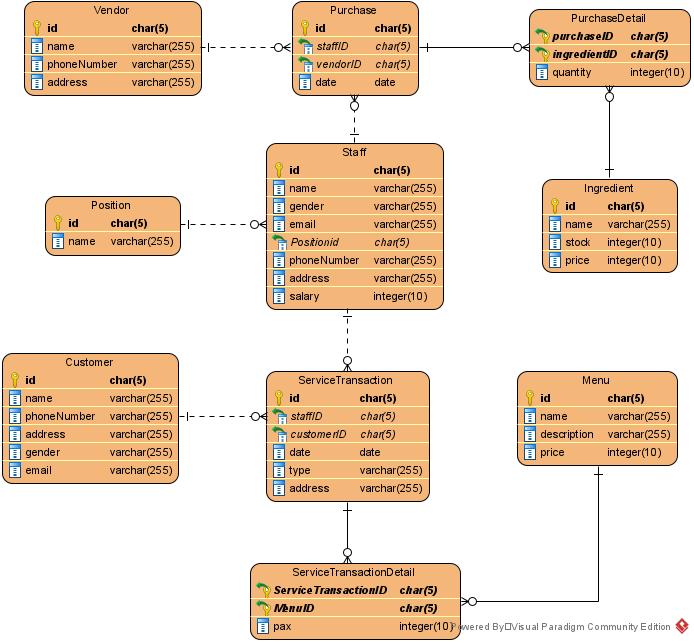 Vendor
id char(5)
name varchar(255)
phoneNumber varchar(255)
address varchar(255)
Purchase
id char(5)
staffID char(5)
vendorID char(5)
date date
PurchaseDetail
purchaseID char(5)
ingredientID char(5)
quantity integer(10)
Staff
id char(5)
name varchar(255)
gender varchar(255)
email varchar(255)
Positionid char(5)
phoneNumber varchar(255)
address varchar(255)
salary integer(10)
Position
id char(5)
name varchar(255)
Ingredient
id char(5)
name varchar(255)
stock integer(10)
price integer(10)
Customer
id char(5)
name varchar(255)
phoneNumber varchar(255)
address varchar(255)
gender varchar(255)
email varchar(255)
ServiceTransaction
id char(5)
staffID char(5)
customerID char(5)
date date
type varchar(255)
address varchar(255)
Menu
id char(5)
name varchar(255)
description varchar(255)
price integer(10)
ServiceTransactionDetail
ServiceTransactionID char(5)
MenuID char(5)
pax integer(10)
Powered By Visual Paradigm Community Edition